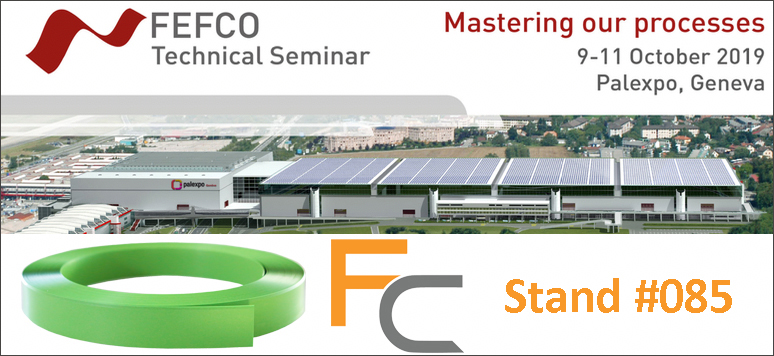 FEFCO
Technical Seminar
Mastering our processes
9-11 October 2019
Palexpo, Geneva
palexpo
FC
Stand #085